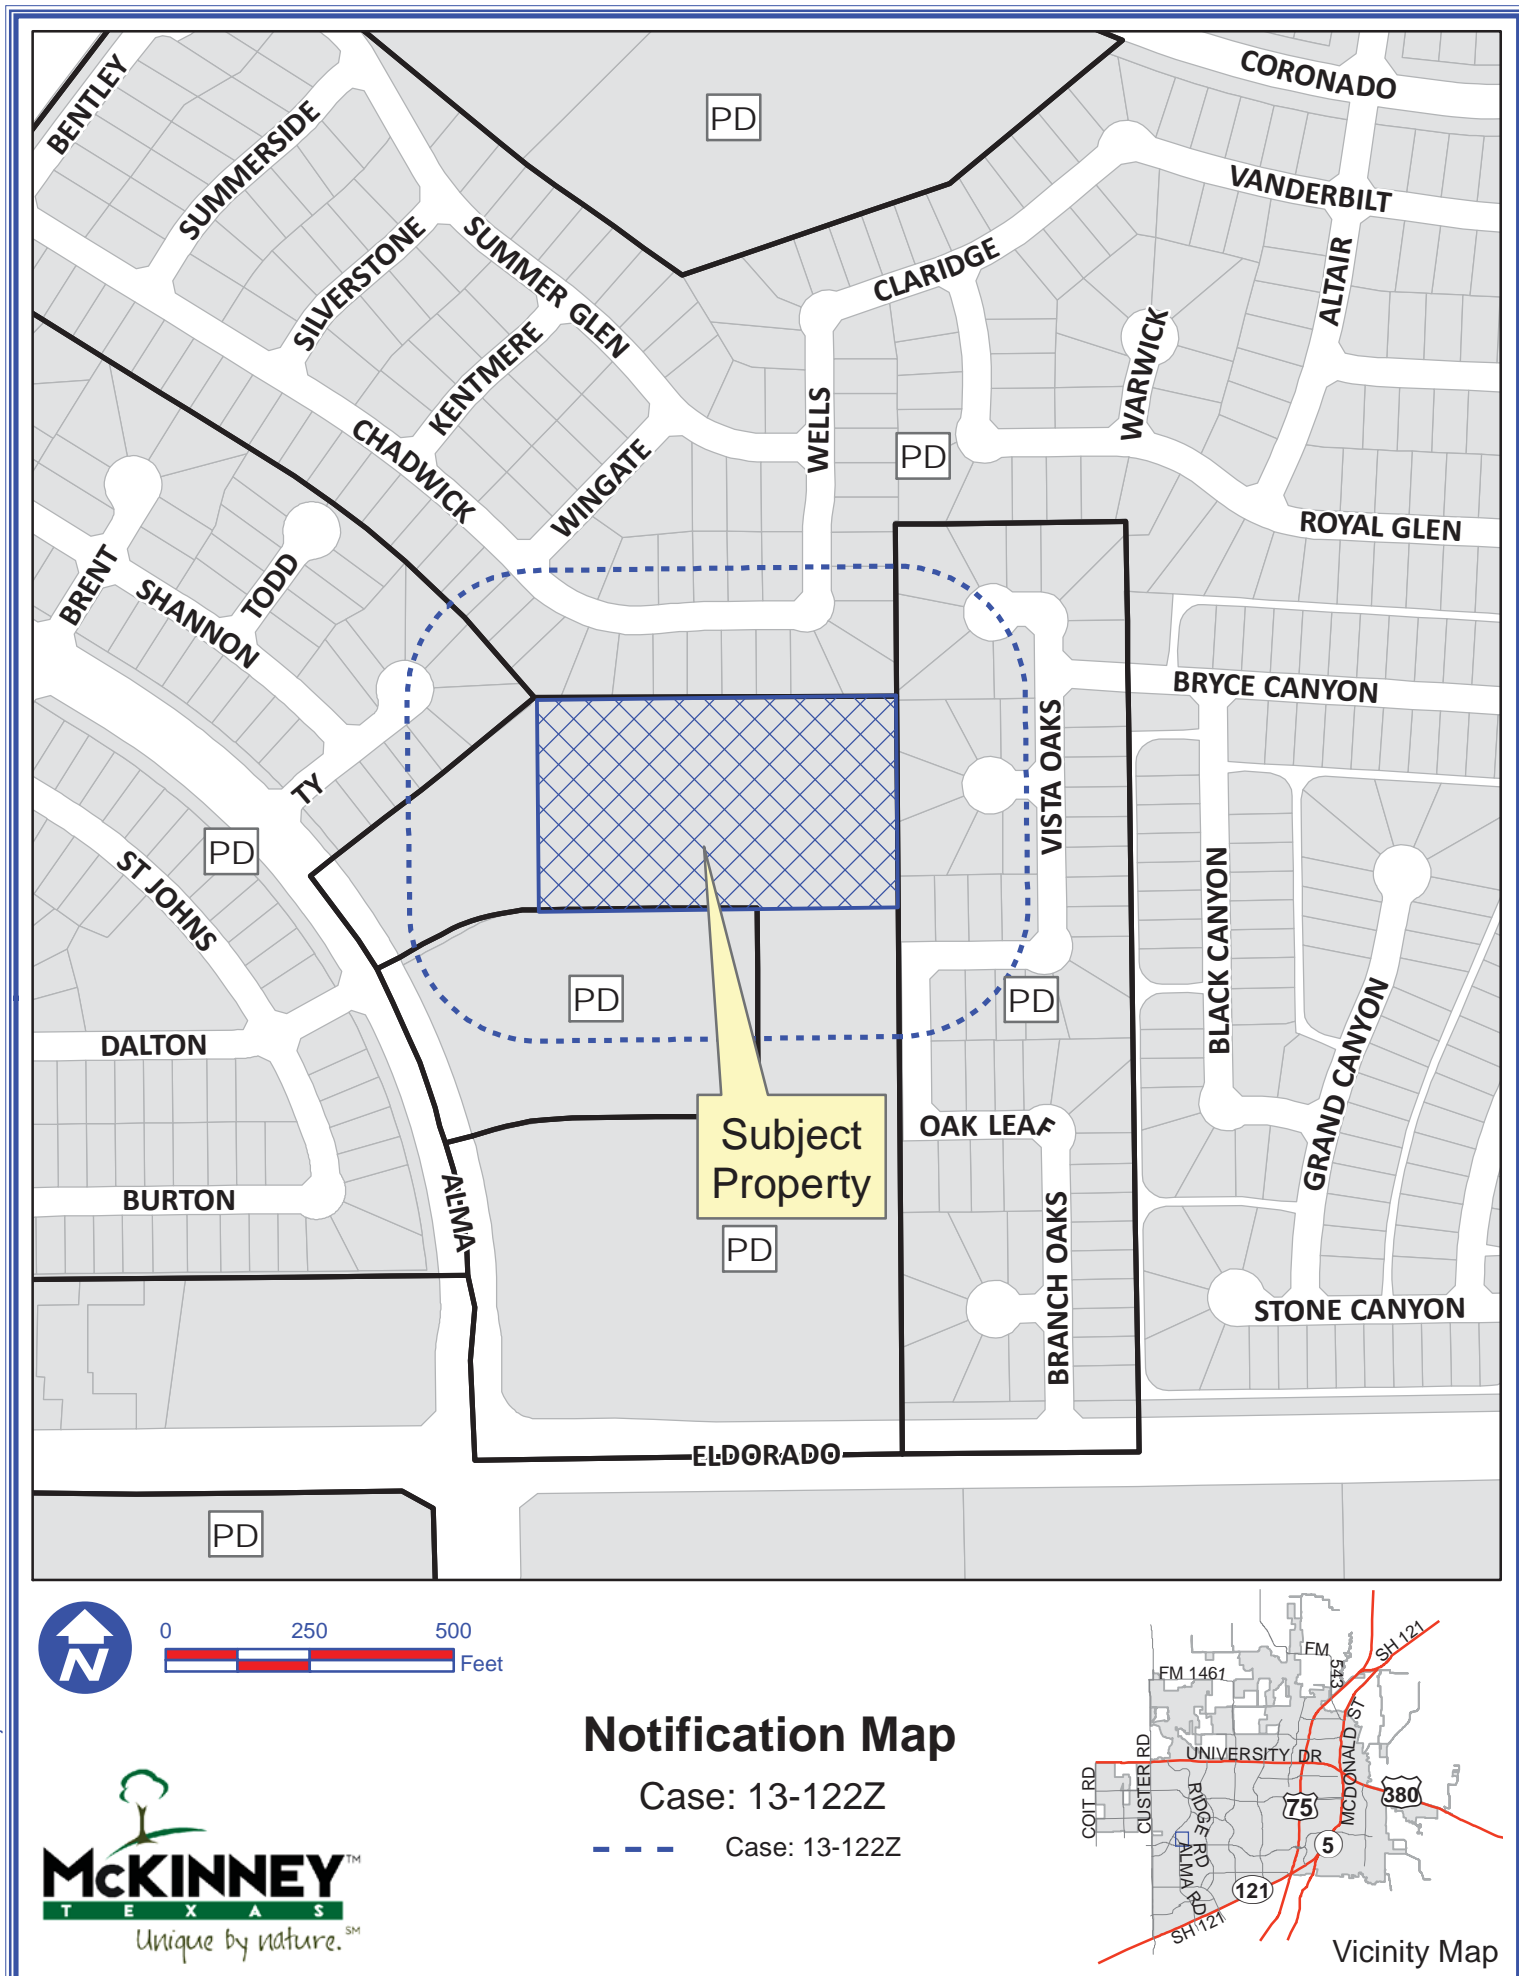 BENTLEY
SUMMERSIDE
SILVERSTONE
SUMMER GLEN
KENTMERE
WINGATE
CHADWICK
PD
CORONADO
VANDERBILT
CLARIDGE
ALTAIR
WARWICK
WELLS
PD
ROYAL GLEN
BRENT
SHANNON
TODD
TY
PD
ST JOHNS
BRYCE CANYON
VISTA OAKS
BLACK CANYON
GRAND CANYON
PD
PD
DALTON
BURTON
ALMA
Subject
Property
PD
OAK LEAF
BRANCH OAKS
STONE CANYON
ELDORADO
PD
N
0 250 500
Feet
Notification Map
Case: 13-122Z
Case: 13-122Z
McKINNEY™
TEXAS
Unique by nature.℠
FM 1461
FM
543
SH 121
UNIVERSITY DR
MCDONALD ST
COIT RD
CUSTER RD
RIDGE RD
ALMA RD
75
380
5
121
SH 121
Vicinity Map